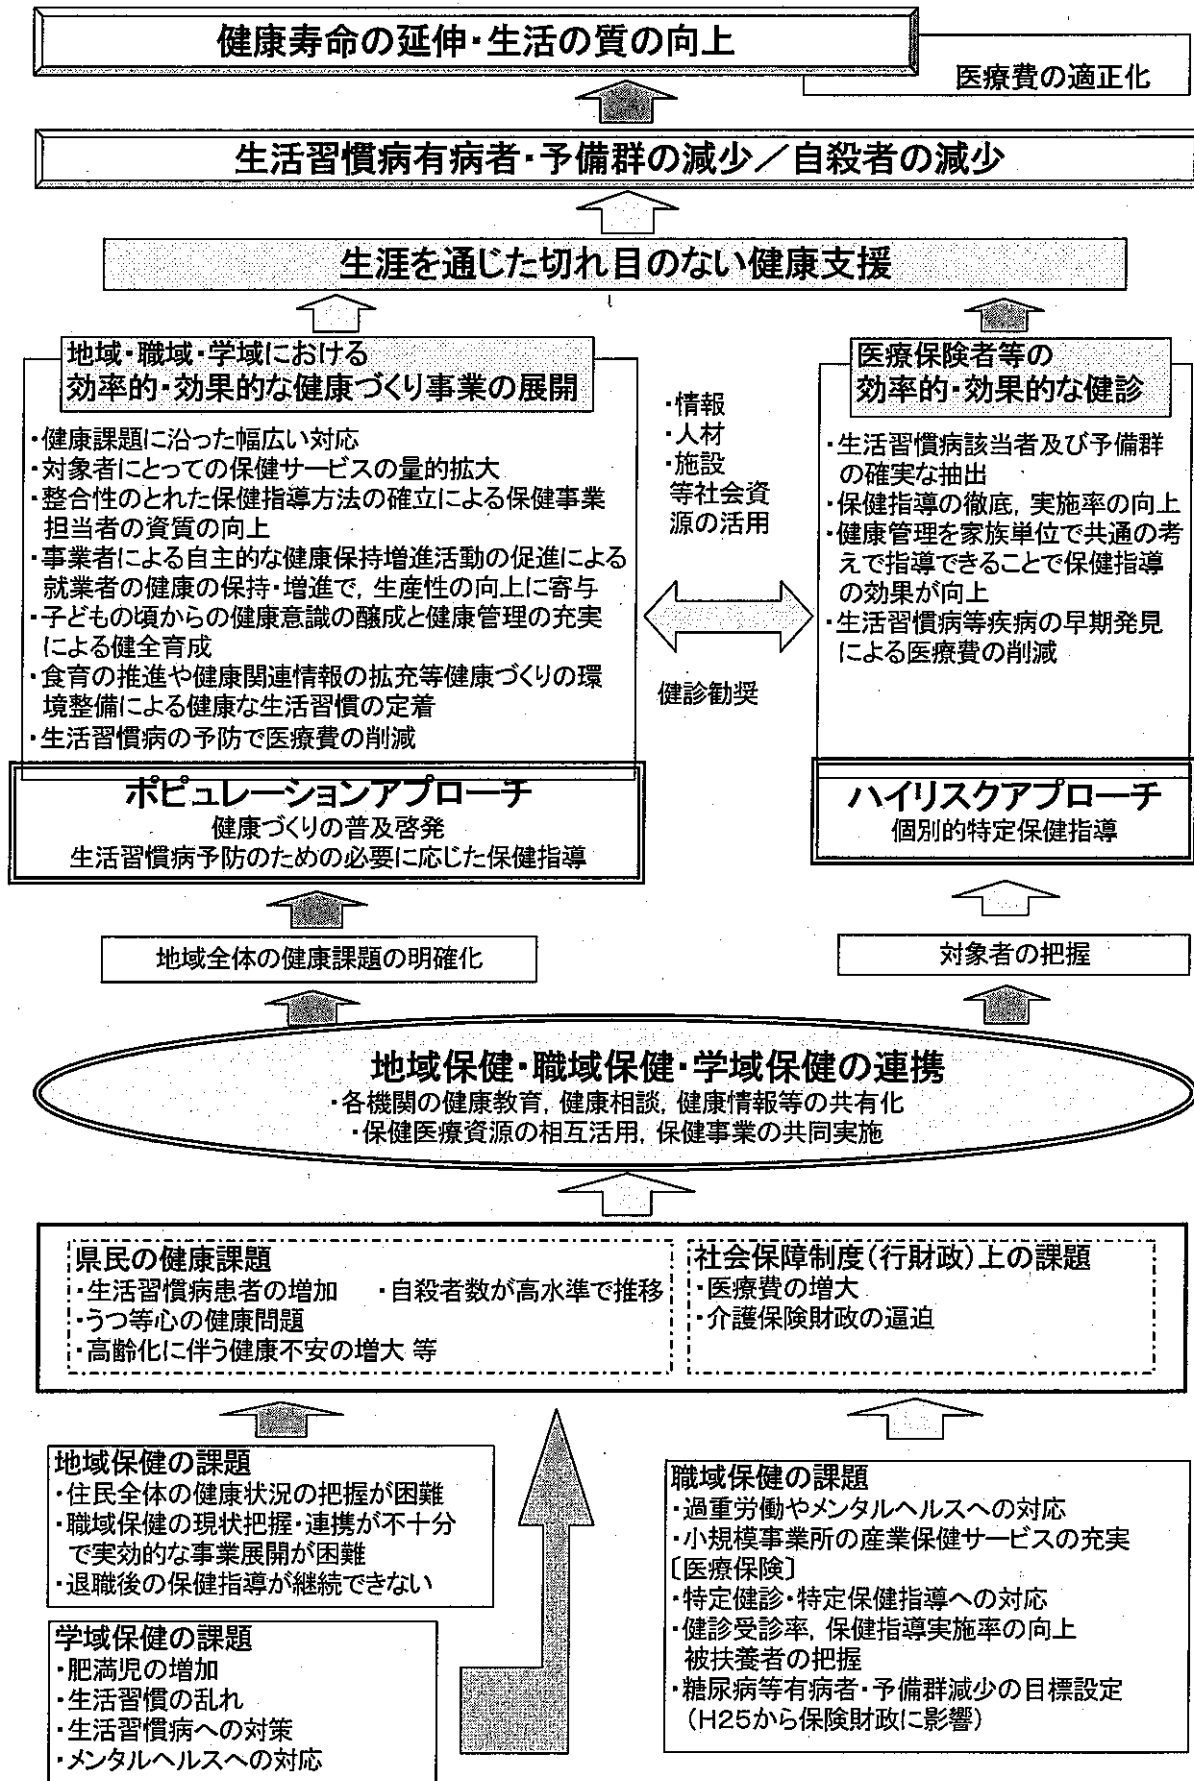 健康寿命の延伸・生活の質の向上
医療費の適正化
生活習慣病有病者・予備群の減少／自殺者の減少
生涯を通じた切れ目のない健康支援
地域・職域・学域における
効率的・効果的な健康づくり事業の展開
・健康課題に沿った幅広い対応
・対象者にとっての保健サービスの量的拡大
・整合性のとれた保健指導方法の確立による保健事業
担当者の資質の向上
・事業者による自主的な健康保持増進活動の促進による
就業者の健康の保持・増進で，生産性の向上に寄与
・子どもの頃からの健康意識の醸成と健康管理の充実
による健全育成
・食育の推進や健康関連情報の拡充等健康づくりの環
境整備による健康な生活習慣の定着
・生活習慣病の予防で医療費の削減
ポピュレーションアプローチ
健康づくりの普及啓発
生活習慣病予防のための必要に応じた保健指導
・情報
・人材
・施設
等社会資
源の活用
健診勧奨
医療保険者等の
効率的・効果的な健診
・生活習慣病該当者及び予備群
の確実な抽出
・保健指導の徹底，実施率の向上
・健康管理を家族単位で共通の考
えで指導できることで保健指導
の効果が向上
・生活習慣病等疾病の早期発見
による医療費の削減
ハイリスクアプローチ
個別的特定保健指導
地域全体の健康課題の明確化
対象者の把握
地域保健・職域保健・学域保健の連携
・各機関の健康教育，健康相談，健康情報等の共有化
・保健医療資源の相互活用，保健事業の共同実施
県民の健康課題
・生活習慣病患者の増加　・自殺者数が高水準で推移
・うつ等心の健康問題
・高齢化に伴う健康不安の増大 等
社会保障制度（行財政）上の課題
・医療費の増大
・介護保険財政の逼迫
地域保健の課題
・住民全体の健康状況の把握が困難
・職域保健の現状把握・連携が不十分
で実効的な事業展開が困難
・退職後の保健指導が継続できない
学域保健の課題
・肥満児の増加
・生活習慣の乱れ
・生活習慣病への対策
・メンタルヘルスへの対応
職域保健の課題
・過重労働やメンタルヘルスへの対応
・小規模事業所の産業保健サービスの充実
〔医療保険〕
・特定健診・特定保健指導への対応
・健診受診率，保健指導実施率の向上
被扶養者の把握
・糖尿病等有病者・予備群減少の目標設定
（H25から保険財政に影響）